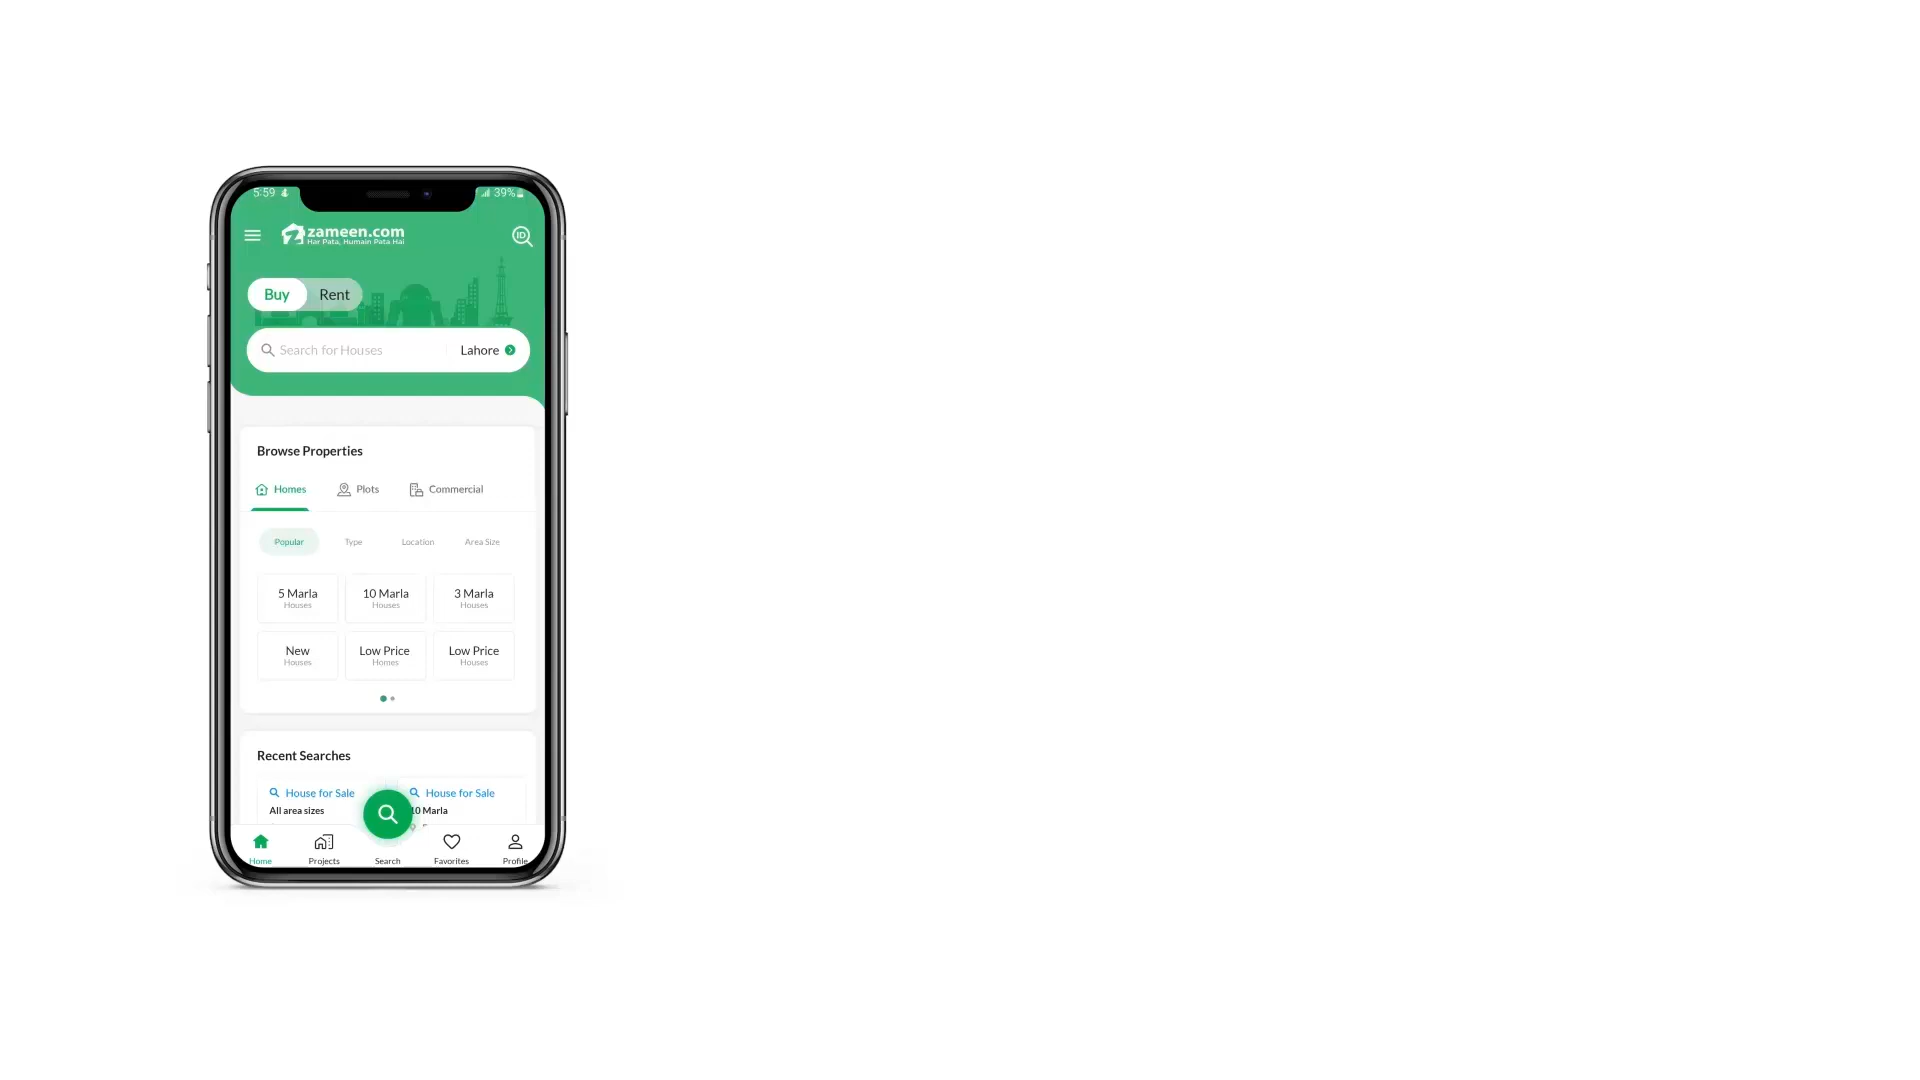 5:59
39%
zameen.com
Har Pata, Humain Pata Hai
ID
Buy Rent
Search for Houses Lahore
Browse Properties
Homes Plots Commercial
Popular Type Location Area Size
5 Marla 10 Marla 3 Marla
Houses Houses Houses
New Low Price Low Price
Houses Homes Houses
Recent Searches
House for Sale House for Sale
All area sizes 10 Marla
Home Projects Search Favorites Profile